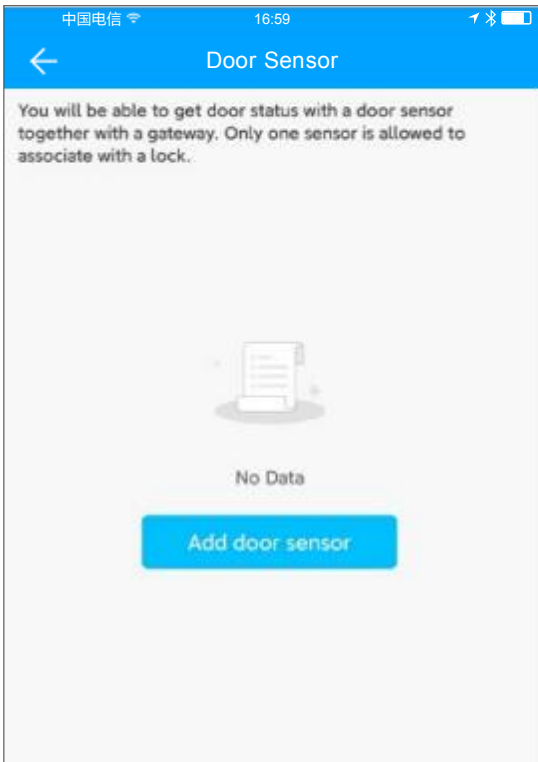 中国电信 16:59
Door Sensor
You will be able to get door status with a door sensor
together with a gateway. Only one sensor is allowed to
associate with a lock.
No Data
Add door sensor